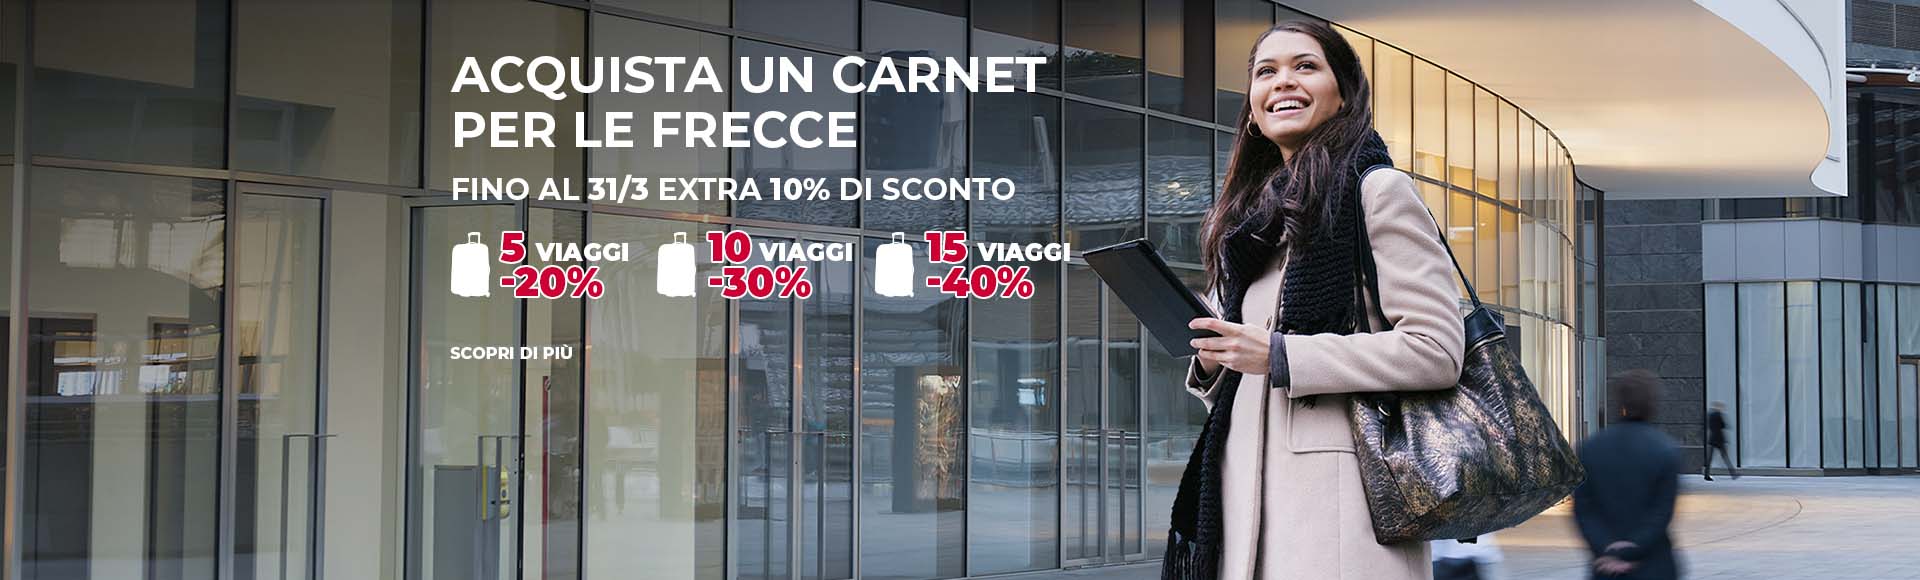 ACQUISTA UN CARNET
PER LE FRECCE
FINO AL 31/3 EXTRA 10% DI SCONTO
5 VIAGGI
-20%
10 VIAGGI
-30%
15 VIAGGI
-40%
SCOPRI DI PIÙ